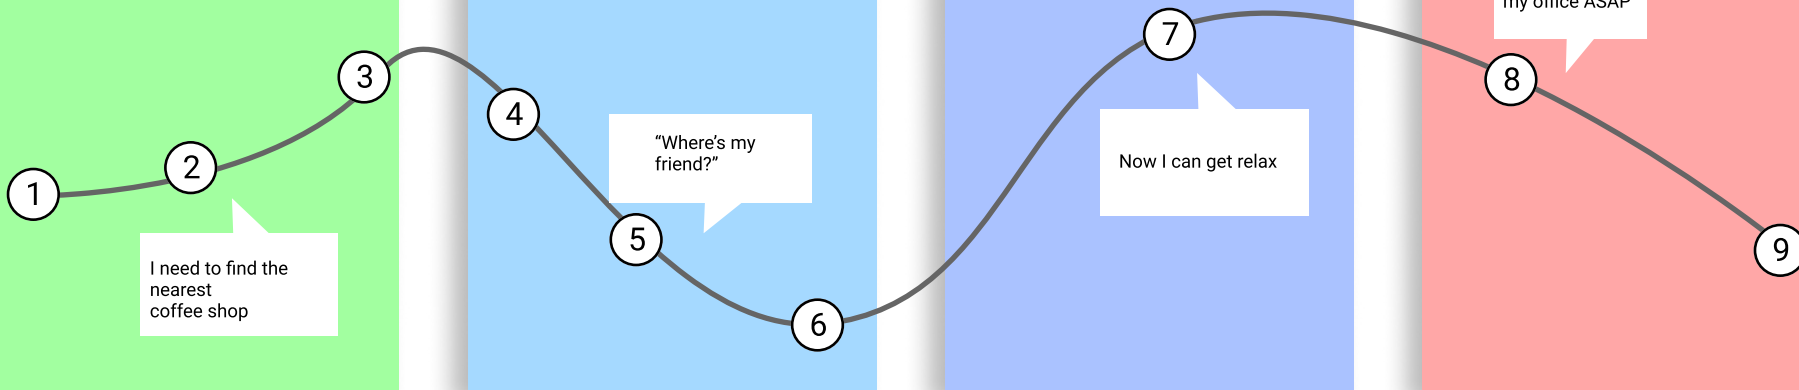 my office ASAP
7
3
8
4
"Where's my
friend?"
Now I can get relax
2
1
5
9
I need to find the
nearest
coffee shop
6